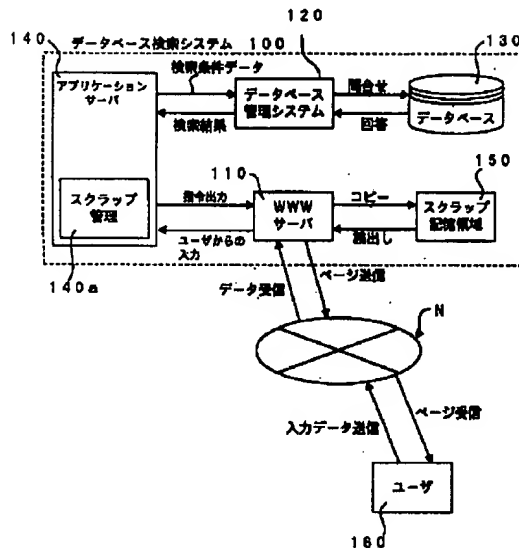 140
データベース検索システム 100
120
130
アプリケーション
サーバ
検索条件データ
検索結果
データベース
管理システム
問合せ
回答
データベース
スクラップ
管理
140a
指令出力
ユーザからの
入力
110
WWW
サーバ
コピー
読出し
150
スクラップ
記憶領域
データ受信
ページ送信
N
入力データ送信
ページ受信
ユーザ
160